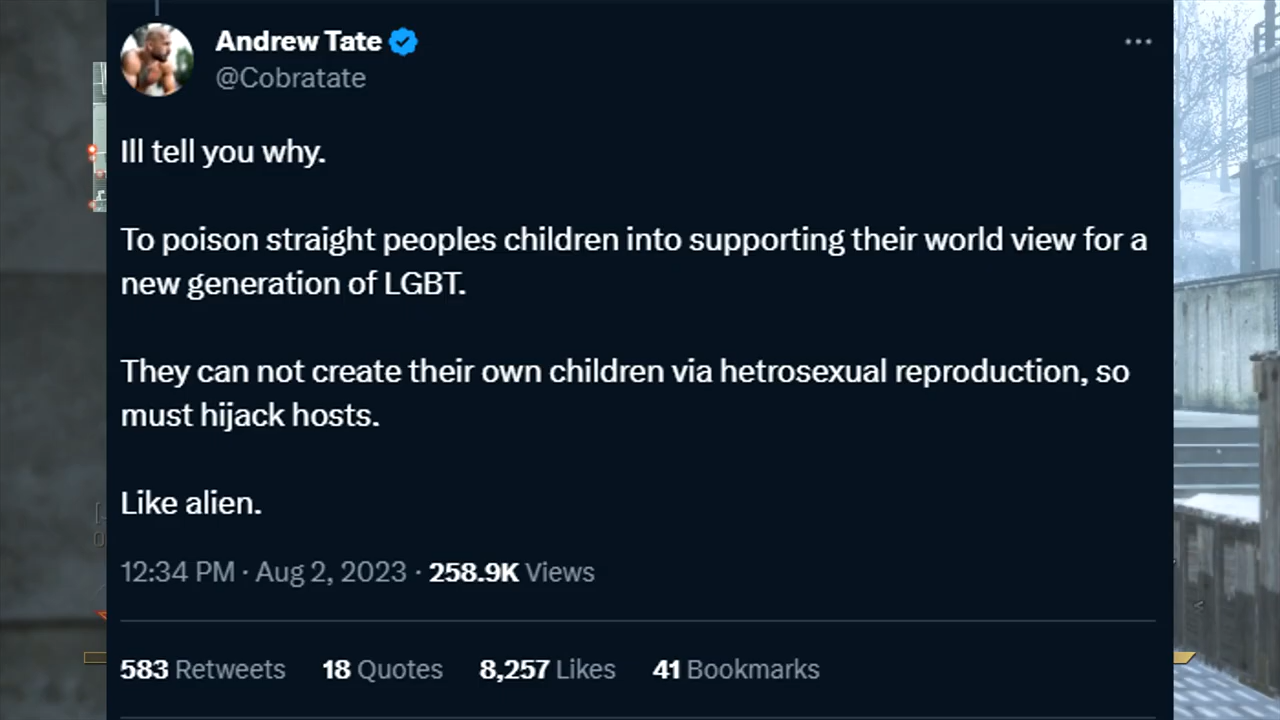 Andrew Tate
@Cobratate
Ill tell you why.
To poison straight peoples children into supporting their world view for a
new generation of LGBT.
They can not create their own children via hetrosexual reproduction, so
must hijack hosts.
Like alien.
12:34 PM · Aug 2, 2023 · 258.9K Views
583 Retweets 18 Quotes 8,257 Likes 41 Bookmarks